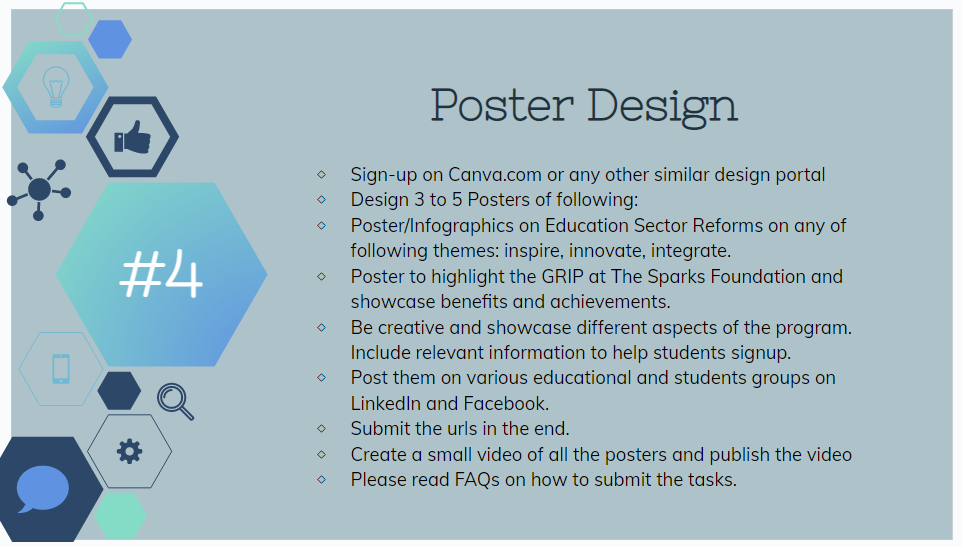 Poster Design
#4
Sign-up on Canva.com or any other similar design portal
Design 3 to 5 Posters of following:
Poster/Infographics on Education Sector Reforms on any of
following themes: inspire, innovate, integrate.
Poster to highlight the GRIP at The Sparks Foundation and
showcase benefits and achievements.
Be creative and showcase different aspects of the program.
Include relevant information to help students signup.
Post them on various educational and students groups on
LinkedIn and Facebook.
Submit the urls in the end.
Create a small video of all the posters and publish the video
Please read FAQs on how to submit the tasks.